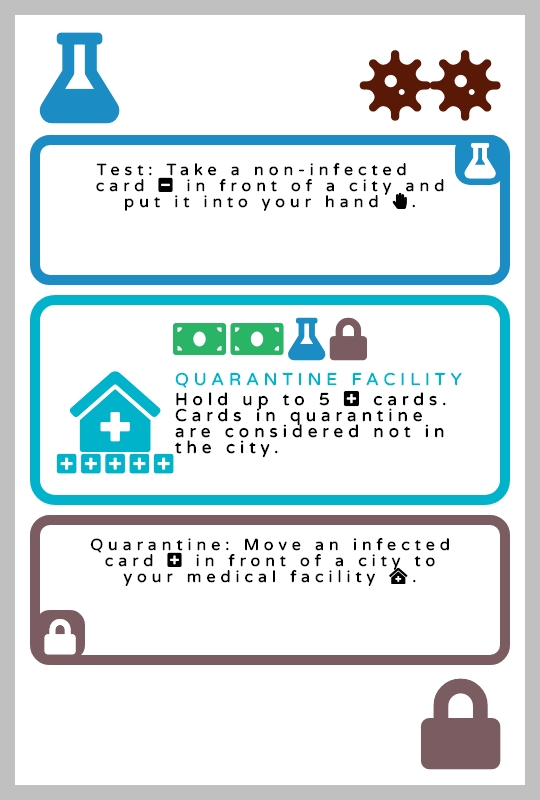 Test: Take a non-infected
card in front of a city and
put it into your hand .
QUARANTINE FACILITY
Hold up to 5 cards.
Cards in quarantine
are considered not in
the city.
Quarantine: Move an infected
card in front of a city to
your medical facility .